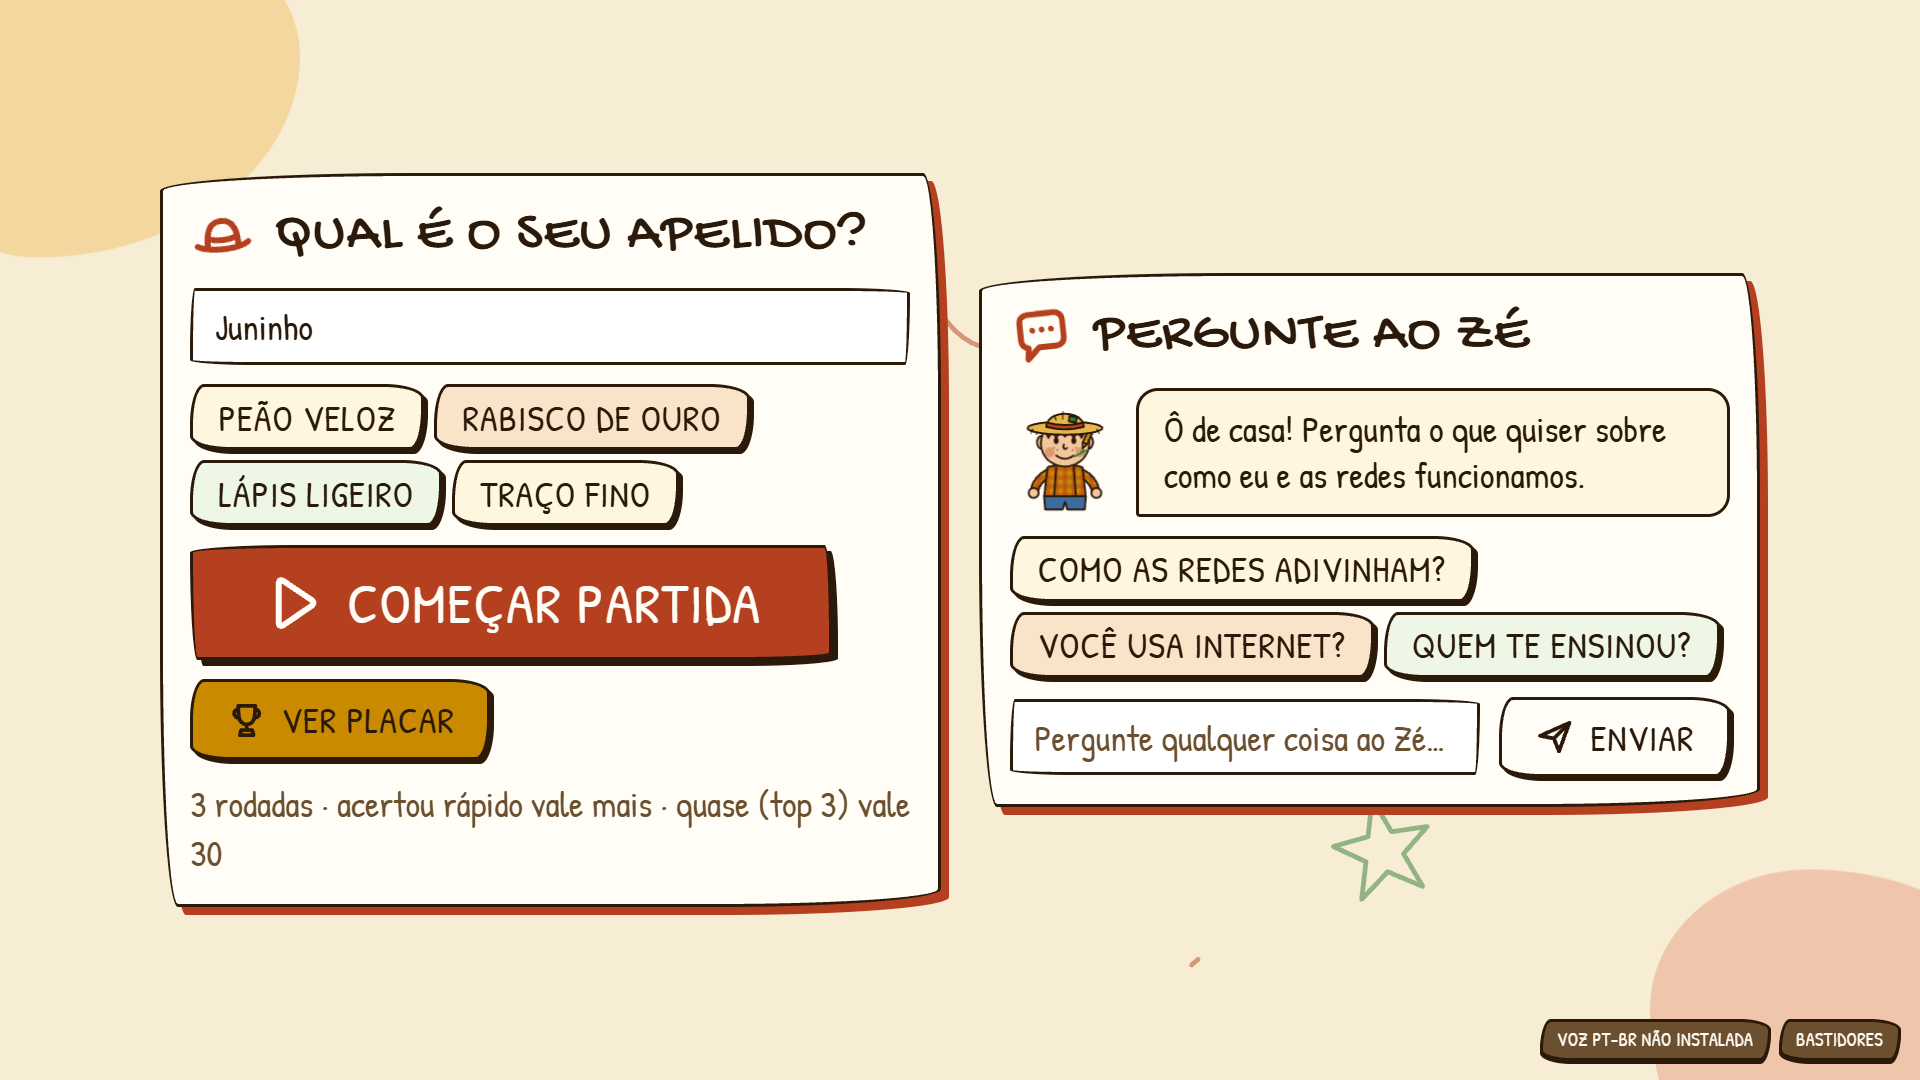 QUAL É O SEU APELIDO?
Juninho
PEÃO VELOZ
RABISCO DE OURO
LÁPIS LIGEIRO
TRAÇO FINO
COMEÇAR PARTIDA
VER PLACAR
3 rodadas · acertou rápido vale mais · quase (top 3) vale
30
PERGUNTE AO ZÉ
Ô de casa! Pergunta o que quiser sobre
como eu e as redes funcionamos.
COMO AS REDES ADIVINHAM?
VOCÊ USA INTERNET?
QUEM TE ENSINOU?
Pergunte qualquer coisa ao Zé...
ENVIAR
VOZ PT-BR NÃO INSTALADA
BASTIDORES